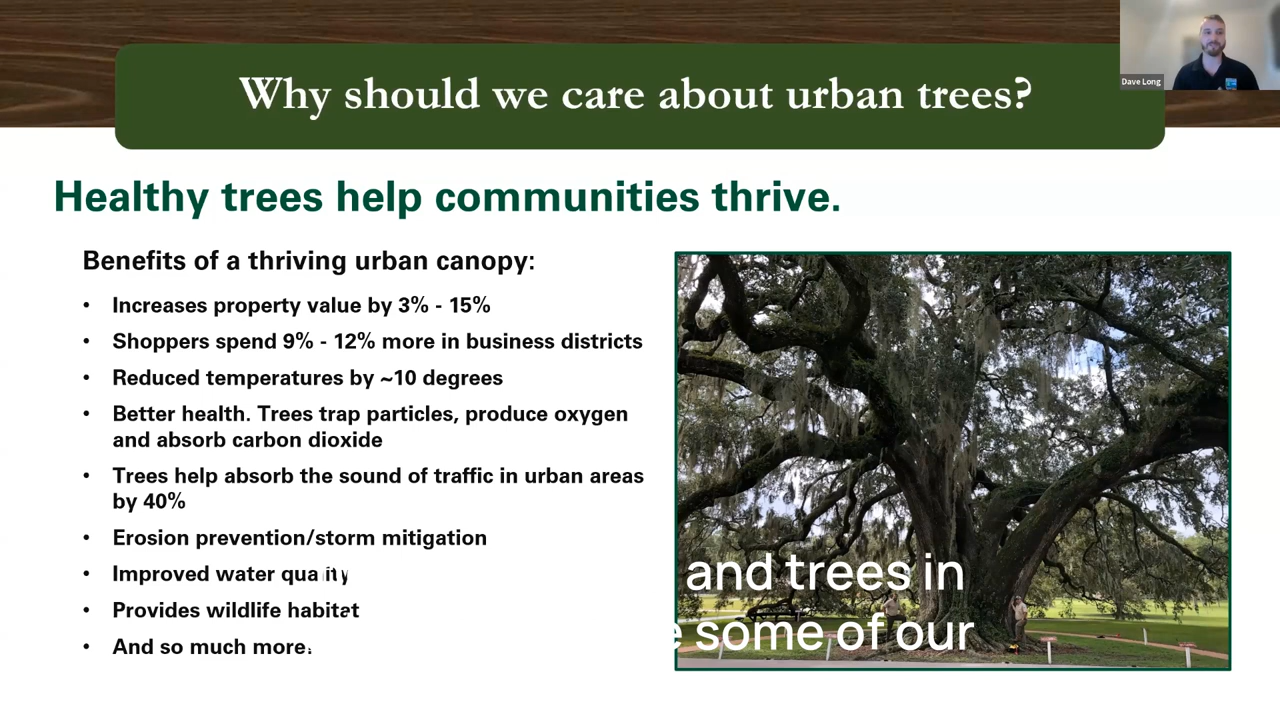 Why should we care about urban trees?
Dave Long
Healthy trees help communities thrive.
Benefits of a thriving urban canopy:
• Increases property value by 3% - 15%
• Shoppers spend 9% - 12% more in business districts
• Reduced temperatures by ~10 degrees
• Better health. Trees trap particles, produce oxygen
and absorb carbon dioxide
• Trees help absorb the sound of traffic in urban areas
by 40%
• Erosion prevention/storm mitigation
• Improved water quality
• Provides wildlife habitat
• And so much more.
and trees in
some of our